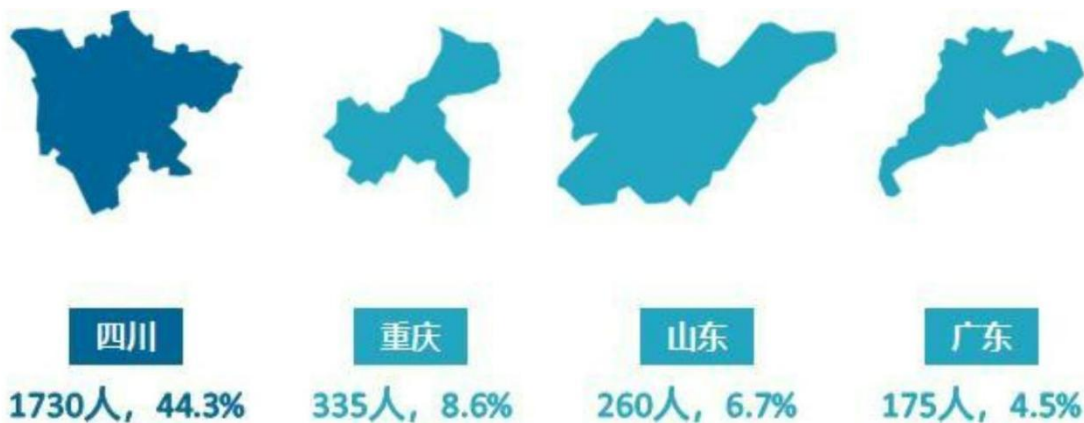 四川 重庆 山东 广东
1730人，44.3% 335人，8.6% 260人，6.7% 175人，4.5%